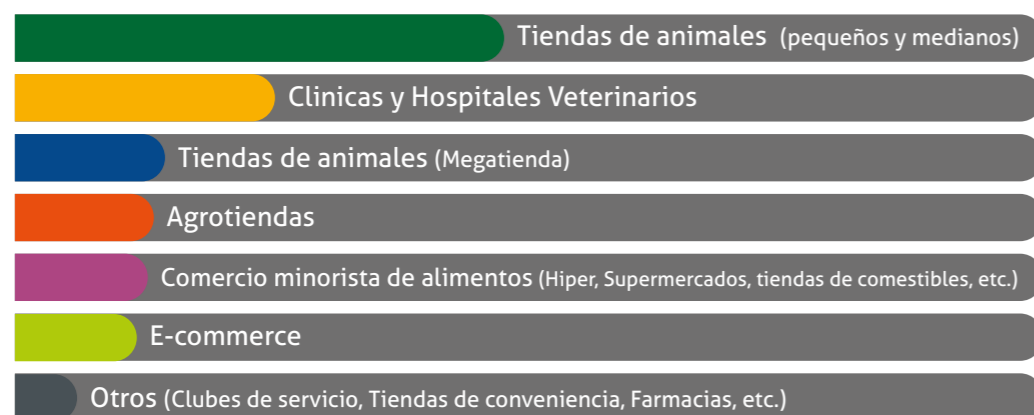 Tiendas de animales (pequeños y medianos)
Clinicas y Hospitales Veterinarios
Tiendas de animales (Megatienda)
Agrotiendas
Comercio minorista de alimentos (Hiper, Supermercados, tiendas de comestibles, etc.)
E-commerce
Otros (Clubes de servicio, Tiendas de conveniencia, Farmacias, etc.)